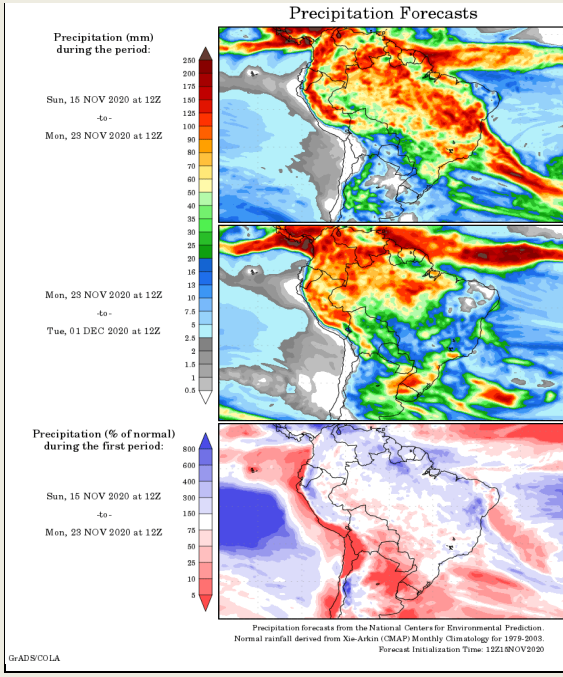 Precipitation Forecasts
Precipitation (mm)
during the period:
Sun, 15 NOV 2020 at 12Z
-to-
Mon, 23 NOV 2020 at 12Z
250
200
175
150
125
100
90
80
70
60
50
40
35
30
25
20
16
13
10
7.5
5
2.5
2
1.5
1
0.5
Mon, 23 NOV 2020 at 12Z
-to-
Tue, 01 DEC 2020 at 12Z
Precipitation (% of normal)
during the first period:
Sun, 15 NOV 2020 at 12Z
-to-
Mon, 23 NOV 2020 at 12Z
800
600
400
300
150
75
50
25
10
5
Precipitation forecasts from the National Centers for Environmental Prediction.
Normal rainfall derived from Xie-Arkin (CMAP) Monthly Climatology for 1979-2003.
Forecast Initialization Time: 12Z15NOV2020
GrADS/COLA